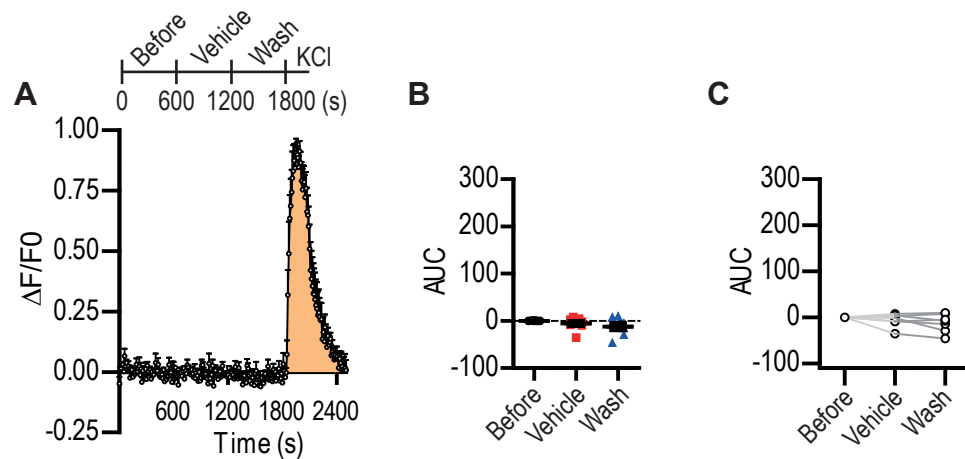 Before Vehicle Wash KCl
0 600 1200 1800 (s)
A
1.00
0.75
0.50
0.25
0.00
-0.25
ΔF/F0
600 1200 1800 2400
Time (s)
B
300
200
100
0
-100
AUC
Before Vehicle Wash
C
300
200
100
0
-100
AUC
Before Vehicle Wash